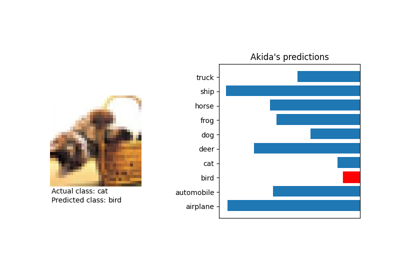 Akida's predictions
truck
ship
horse
frog
dog
deer
cat
bird
automobile
airplane
Actual class: cat
Predicted class: bird